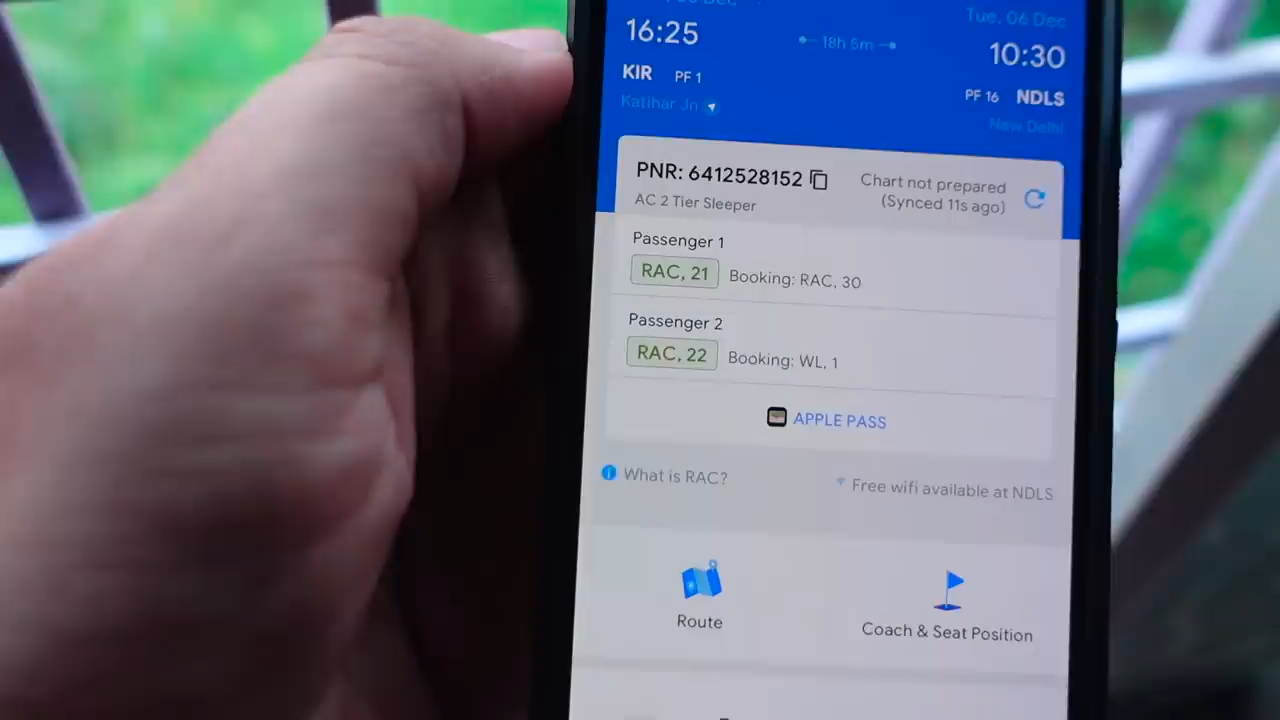 Tue, 06 Dec
16:25
18h 5m
10:30
KIR PF 1
PF 16 NDLS
Katihar Jn
New Delhi
PNR: 6412528152
Chart not prepared
(Synced 11s ago)
AC 2 Tier Sleeper
Passenger 1
RAC, 21 Booking: RAC, 30
Passenger 2
RAC, 22 Booking: WL, 1
APPLE PASS
What is RAC?
Free wifi available at NDLS
Route
Coach & Seat Position